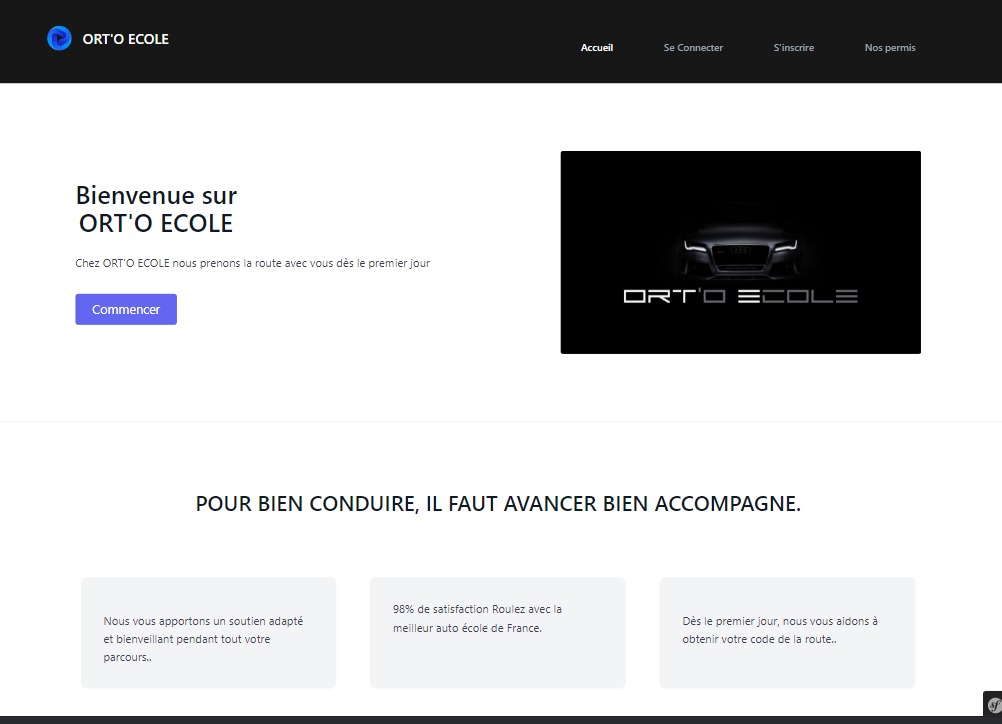 ORT'O ECOLE
Accueil
Se Connecter
S'inscrire
Nos permis
Bienvenue sur
ORT'O ECOLE
Chez ORT'O ECOLE nous prenons la route avec vous dès le premier jour
Commencer
ORT'O ECOLE
POUR BIEN CONDUIRE, IL FAUT AVANCER BIEN ACCOMPAGNE.
Nous vous apportons un soutien adapté
et bienveillant pendant tout votre
parcours..
98% de satisfaction Roulez avec la
meilleur auto école de France.
Dès le premier jour, nous vous aidons à
obtenir votre code de la route..
sf